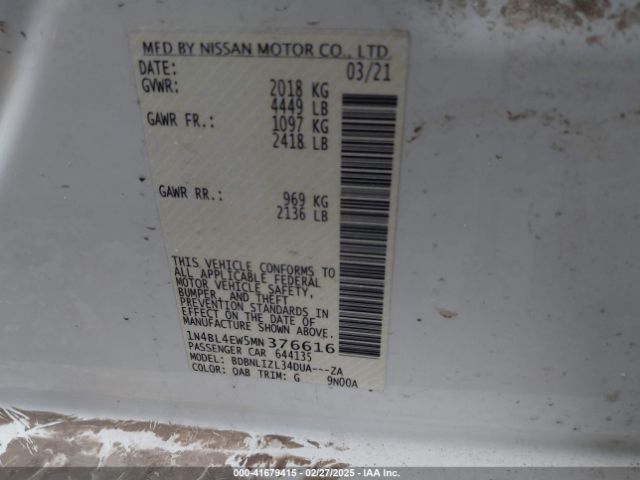 MFD BY NISSAN MOTOR CO., LTD.
DATE: 03/21
GVWR: 2018 KG
4449 LB
GAWR FR.: 1097 KG
2418 LB
GAWR RR.: 969 KG
2136 LB
THIS VEHICLE CONFORMS TO
ALL APPLICABLE FEDERAL
MOTOR VEHICLE SAFETY,
BUMPER, AND THEFT
PREVENTION STANDARDS IN
EFFECT ON THE DATE OF
MANUFACTURE SHOWN ABOVE.
1N4BL4EW5MN376616
PASSENGER CAR 644135
MODEL: BDBNLIZL34DUA---ZA
COLOR: QAB TRIM: G 9N00A
00-41679415 • 02/27/2025 • IAAI.COM